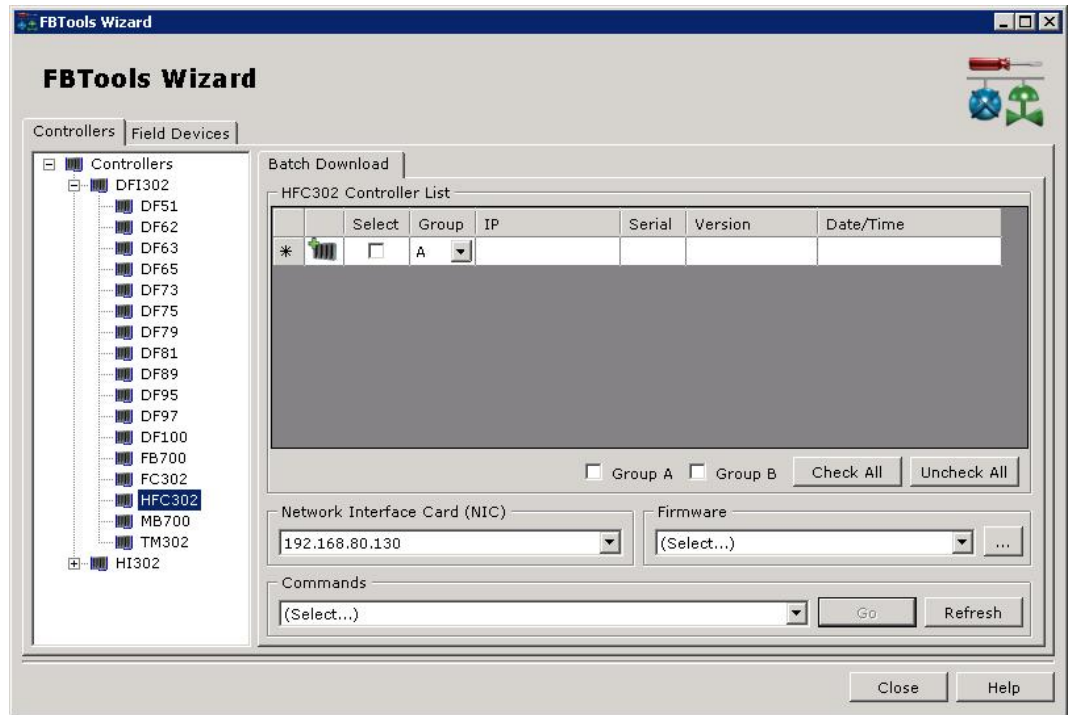 FBTools Wizard
FBTools Wizard
Controllers Field Devices
Controllers
DFI302
DF51
DF62
DF63
DF65
DF73
DF75
DF79
DF81
DF89
DF95
DF97
DF100
FB700
FC302
HFC302
MB700
TM302
HI302
Batch Download
HFC302 Controller List
Select Group IP Serial Version Date/Time
* A
Group A Group B Check All Uncheck All
Network Interface Card (NIC) Firmware
192.168.80.130 (Select...) ...
Commands
(Select...) Go Refresh
Close Help